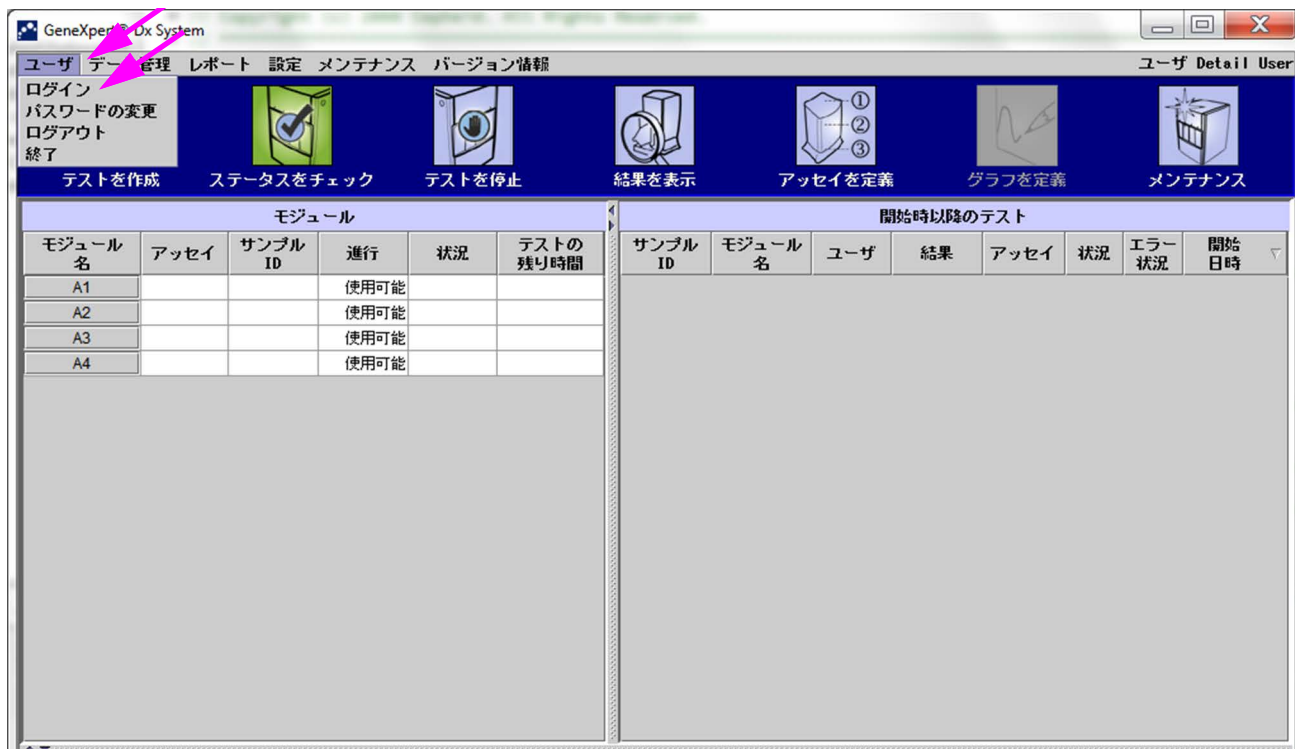 GeneXpert® Dx System
ユーザ データ管理 レポート 設定 メンテナンス バージョン情報 ユーザ Detail User
ログイン
パスワードの変更
ログアウト
終了
① ② ③
テストを作成 ステータスをチェック テストを停止 結果を表示 アッセイを定義 グラフを定義 メンテナンス
モジュール
モジュール名 アッセイ サンプル ID 進行 状況 テストの残り時間
A1 使用可能
A2 使用可能
A3 使用可能
A4 使用可能
開始時以降のテスト
サンプル ID モジュール名 ユーザ 結果 アッセイ 状況 エラー状況 開始日時